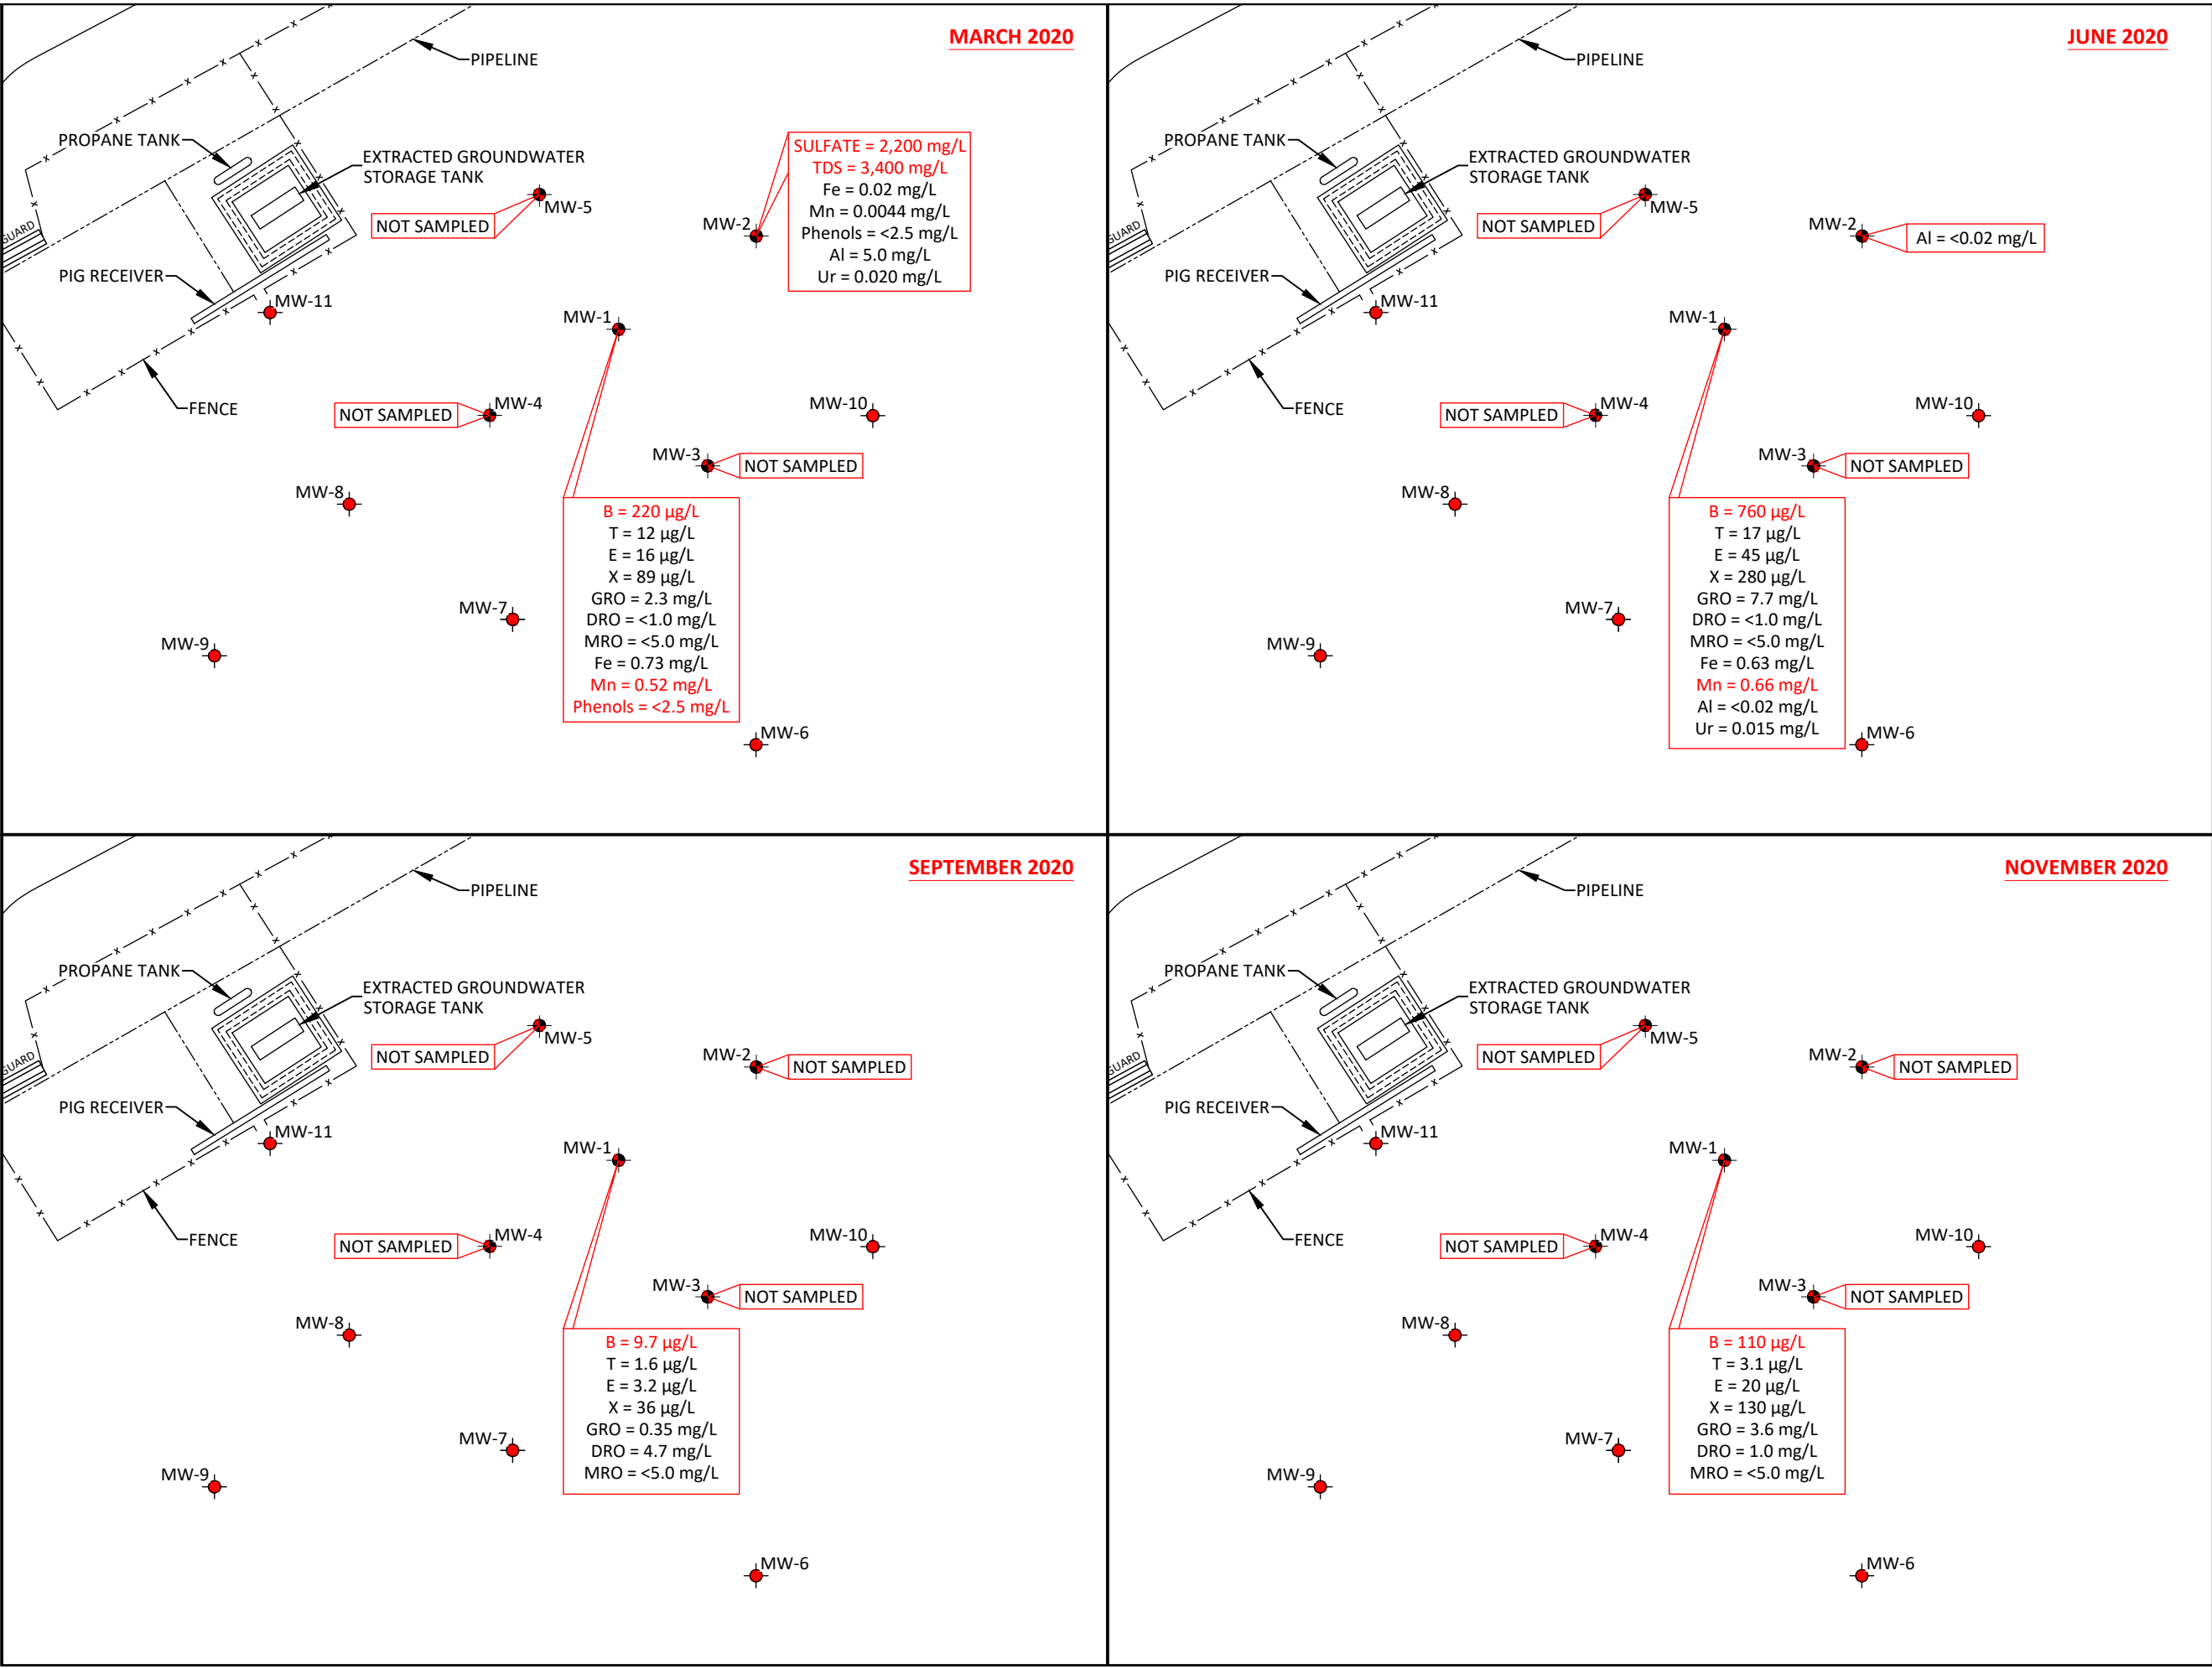 MARCH 2020
PIPELINE
PROPANE TANK
EXTRACTED GROUNDWATER
STORAGE TANK
MW-5
NOT SAMPLED
MW-2
SULFATE = 2,200 mg/L
TDS = 3,400 mg/L
Fe = 0.02 mg/L
Mn = 0.0044 mg/L
Phenols = <2.5 mg/L
Al = 5.0 mg/L
Ur = 0.020 mg/L
GUARD
PIG RECEIVER
MW-11
MW-1
FENCE
NOT SAMPLED
MW-4
MW-10
MW-3
NOT SAMPLED
MW-8
B = 220 µg/L
T = 12 µg/L
E = 16 µg/L
X = 89 µg/L
GRO = 2.3 mg/L
DRO = <1.0 mg/L
MRO = <5.0 mg/L
Fe = 0.73 mg/L
Mn = 0.52 mg/L
Phenols = <2.5 mg/L
MW-7
MW-9
MW-6
JUNE 2020
PIPELINE
PROPANE TANK
EXTRACTED GROUNDWATER
STORAGE TANK
MW-5
NOT SAMPLED
MW-2
Al = <0.02 mg/L
GUARD
PIG RECEIVER
MW-11
MW-1
FENCE
NOT SAMPLED
MW-4
MW-10
MW-3
NOT SAMPLED
MW-8
B = 760 µg/L
T = 17 µg/L
E = 45 µg/L
X = 280 µg/L
GRO = 7.7 mg/L
DRO = <1.0 mg/L
MRO = <5.0 mg/L
Fe = 0.63 mg/L
Mn = 0.66 mg/L
Al = <0.02 mg/L
Ur = 0.015 mg/L
MW-7
MW-9
MW-6
SEPTEMBER 2020
PIPELINE
PROPANE TANK
EXTRACTED GROUNDWATER
STORAGE TANK
MW-5
NOT SAMPLED
MW-2
NOT SAMPLED
GUARD
PIG RECEIVER
MW-11
MW-1
FENCE
NOT SAMPLED
MW-4
MW-10
MW-3
NOT SAMPLED
MW-8
B = 9.7 µg/L
T = 1.6 µg/L
E = 3.2 µg/L
X = 36 µg/L
GRO = 0.35 mg/L
DRO = 4.7 mg/L
MRO = <5.0 mg/L
MW-7
MW-9
MW-6
NOVEMBER 2020
PIPELINE
PROPANE TANK
EXTRACTED GROUNDWATER
STORAGE TANK
MW-5
NOT SAMPLED
MW-2
NOT SAMPLED
GUARD
PIG RECEIVER
MW-11
MW-1
FENCE
NOT SAMPLED
MW-4
MW-10
MW-3
NOT SAMPLED
MW-8
B = 110 µg/L
T = 3.1 µg/L
E = 20 µg/L
X = 130 µg/L
GRO = 3.6 mg/L
DRO = 1.0 mg/L
MRO = <5.0 mg/L
MW-7
MW-9
MW-6